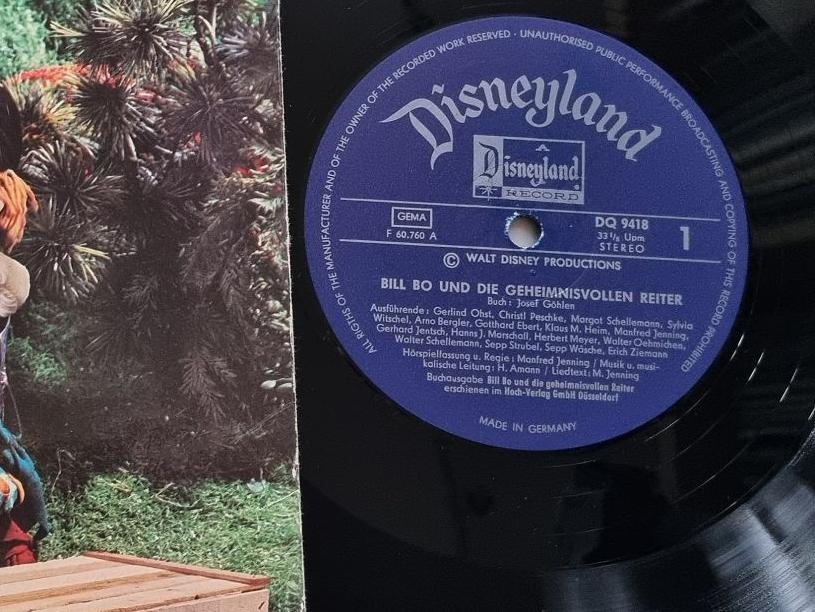 ALL RIGTHS OF THE MANUFACTURER AND OF THE OWNER OF THE RECORDED WORK RESERVED · UNAUTHORISED PUBLIC PERFORMANCE BROADCASTING AND COPYING OF THIS RECORD PROHIBITED
Disneyland
A
Disneyland
RECORD
GEMA
F 60.760 A
DQ 9418
33 1/3 Upm
STEREO
1
© WALT DISNEY PRODUCTIONS
BILL BO UND DIE GEHEIMNISVOLLEN REITER
Buch: Josef Göhlen
Ausführende: Gerlind Ohst, Christl Peschke, Margot Schellemann, Sylvia
Witschel, Arno Bergler, Gotthard Ebert, Klaus M. Heim, Manfred Jenning,
Gerhard Jentsch, Hanns J. Marschall, Herbert Meyer, Walter Oehmichen,
Walter Schellemann, Sepp Strubel, Sepp Wäsche, Erich Ziemann
Hörspielfassung u. Regie: Manfred Jenning / Musik u. musi-
kalische Leitung: H. Amann / Liedtext: M. Jenning
Buchausgabe Bill Bo und die geheimnisvollen Reiter
erschienen im Hoch-Verlag GmbH Düsseldorf
MADE IN GERMANY